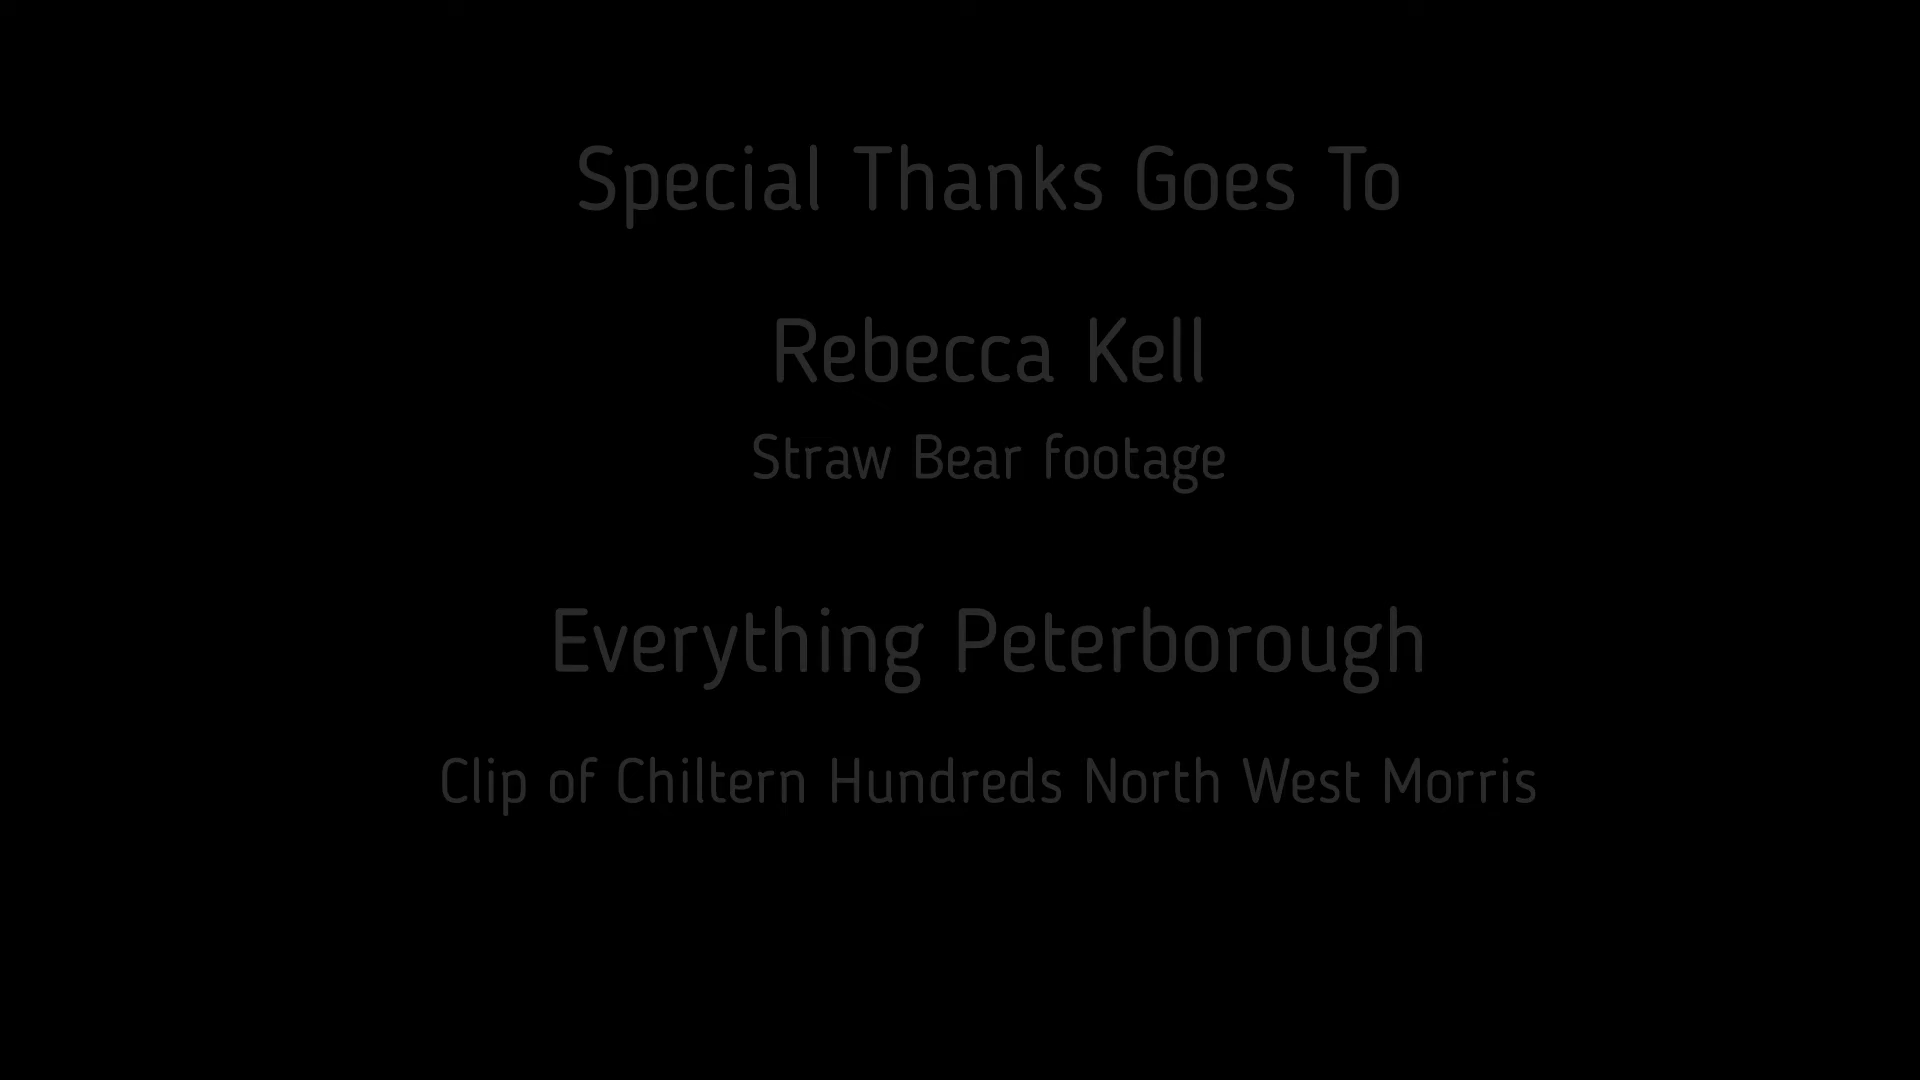 Special Thanks Goes To
Rebecca Kell
Straw Bear footage
Everything Peterborough
Clip of Chiltern Hundreds North West Morris